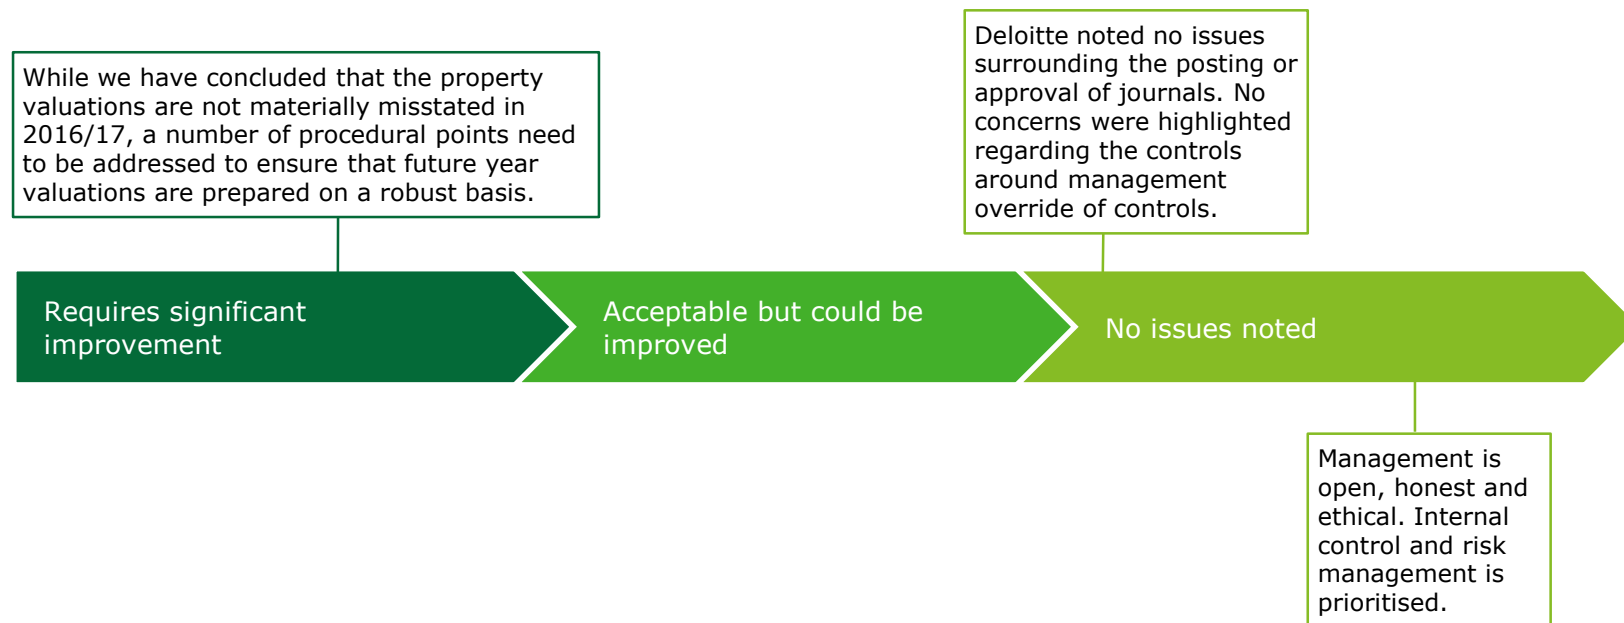 Deloitte noted no issues
surrounding the posting or
approval of journals. No
concerns were highlighted
regarding the controls
around management
override of controls.
While we have concluded that the property
valuations are not materially misstated in
2016/17, a number of procedural points need
to be addressed to ensure that future year
valuations are prepared on a robust basis.
Requires significant
improvement
Acceptable but could be
improved
No issues noted
Management is
open, honest and
ethical. Internal
control and risk
management is
prioritised.